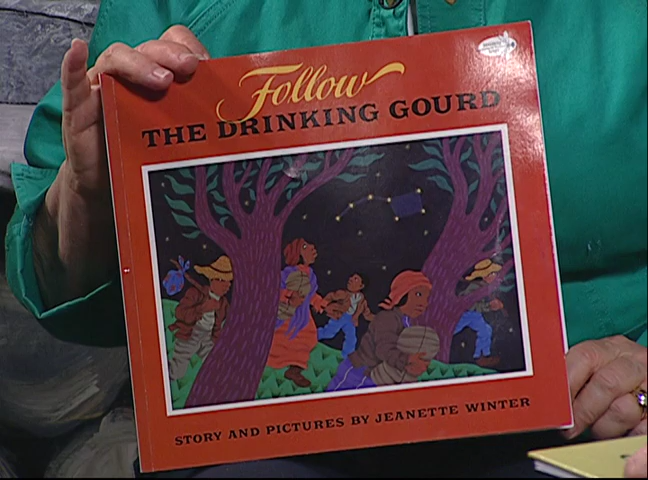 Follow
THE DRINKING GOURD
STORY AND PICTURES BY JEANETTE WINTER